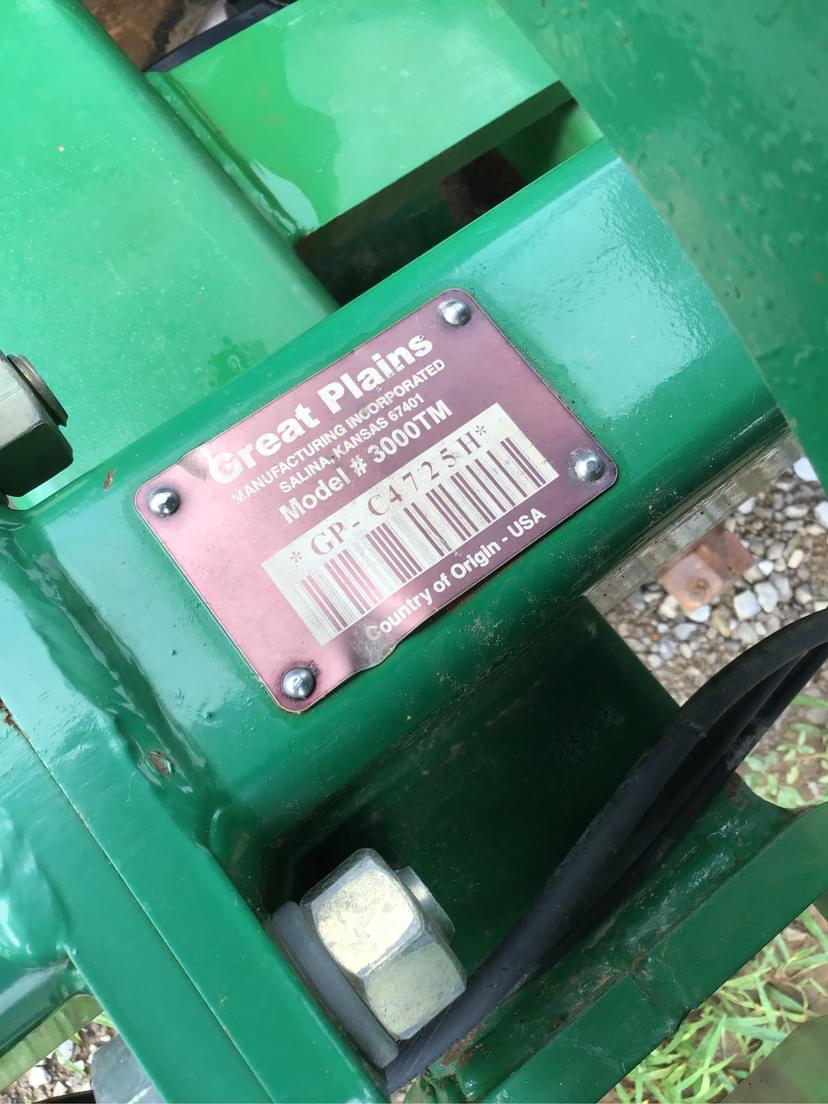 Great Plains
MANUFACTURING INCORPORATED
SALINA, KANSAS 67401
Model # 3000TM
*GP-C4725H*
Country of Origin - USA